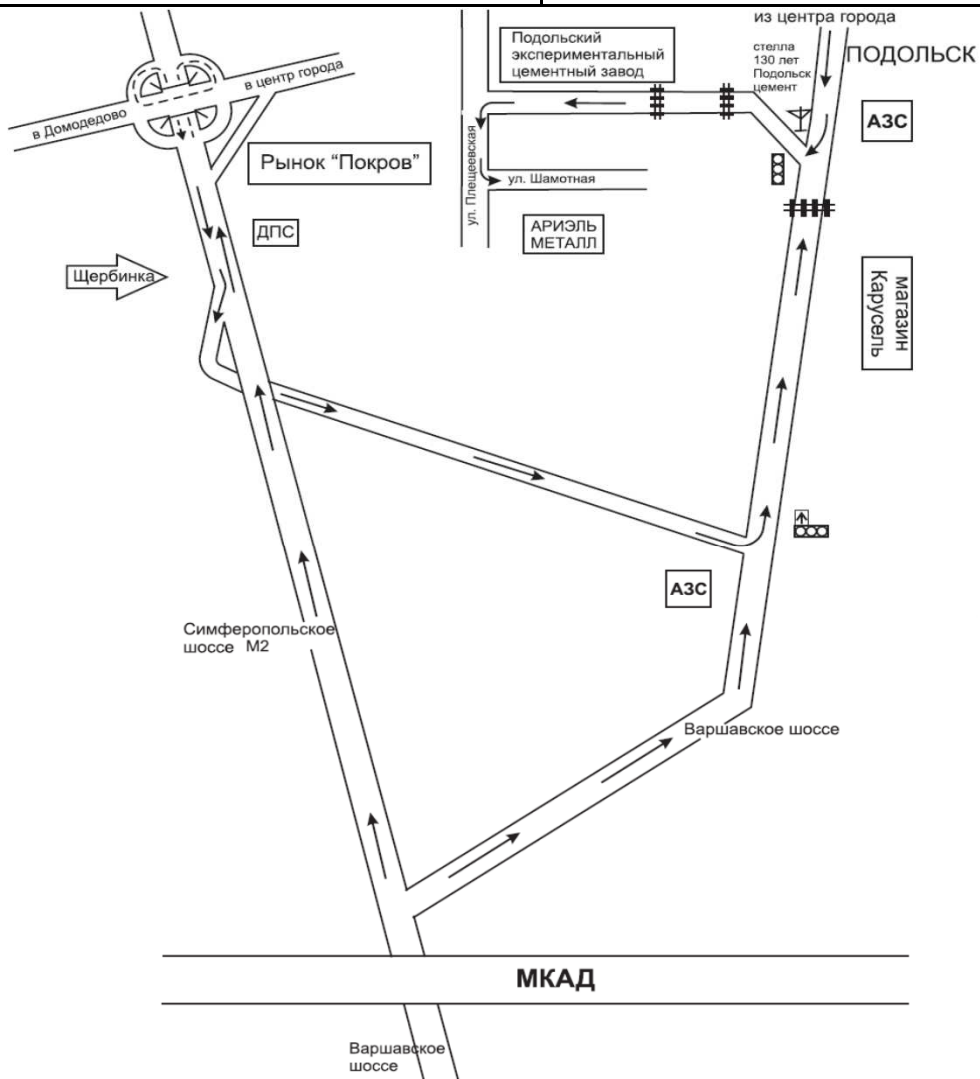 из центра города
ПОДОЛЬСК
стелла
130 лет
Подольск
цемент
АЗС
Подольский
экспериментальный
цементный завод
в центр города
в Домодедово
Рынок “Покров”
ул. Плещеевская
ул. Шамотная
АРИЭЛЬ
МЕТАЛЛ
ДПС
Щербинка
магазин
Карусель
АЗС
Симферопольское
шоссе М2
Варшавское шоссе
МКАД
Варшавское
шоссе